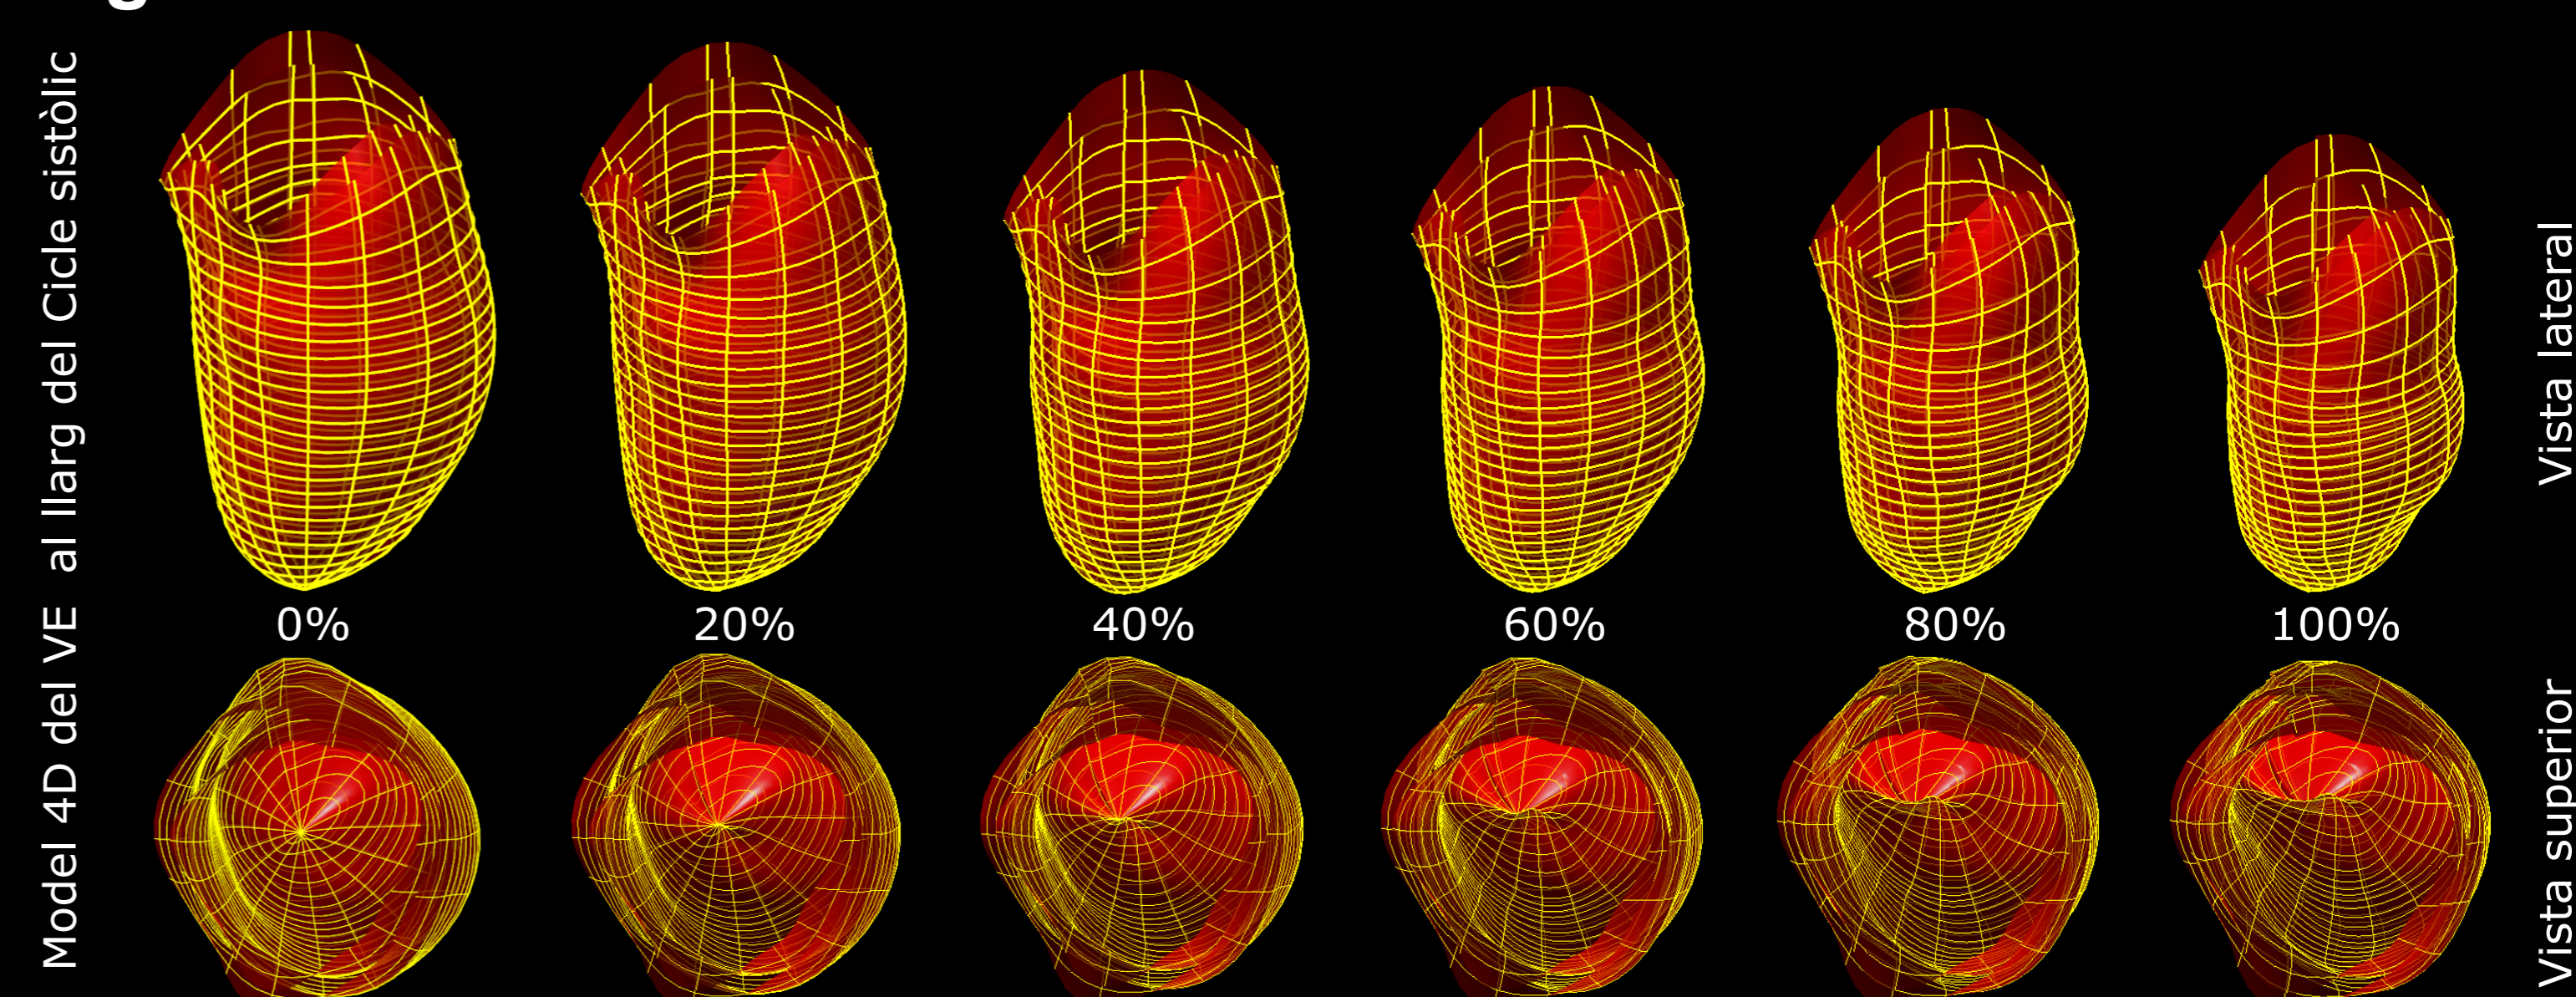 Model 4D del VE al llarg del Cicle sistòlic
Vista lateral
0%
20%
40%
60%
80%
100%
Vista superior